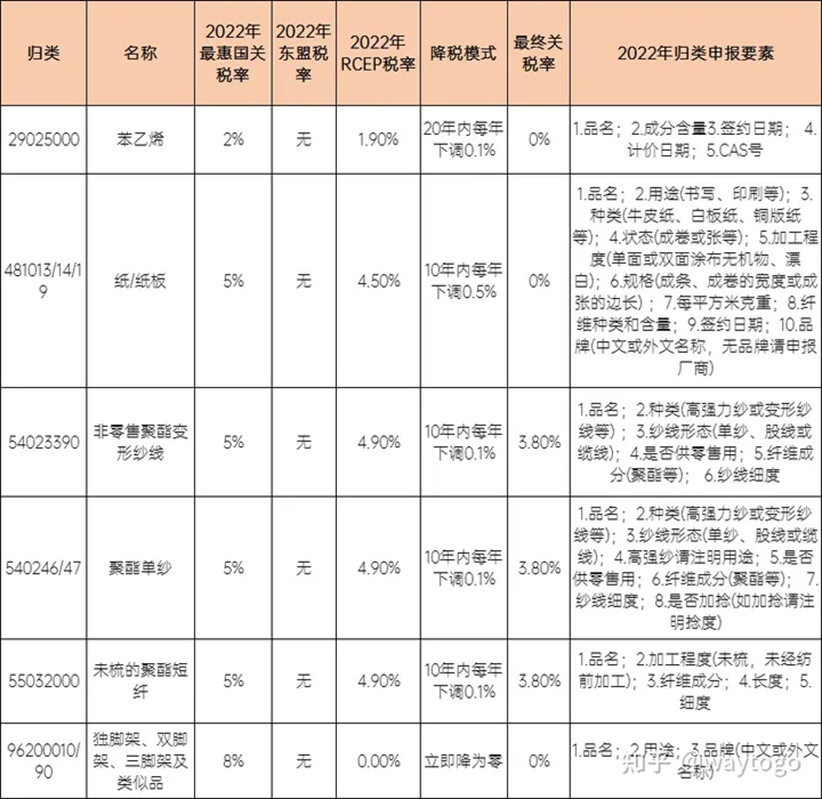 归类
名称
2022年
最惠国关
税率
2022年
东盟税
率
2022年
RCEP税率
降税模式
最终关
税率
2022年归类申报要素
29025000
苯乙烯
2%
无
1.90%
20年内每年
下调0.1%
0%
1.品名；2.成分含量3.签约日期； 4.
计价日期；5.CAS号
481013/14/1
9
纸/纸板
5%
无
4.50%
10年内每年
下调0.5%
0%
1.品名；2.用途(书写、印刷等)；3.
种类(牛皮纸、白板纸、铜版纸
等)；4.状态(成卷或张等)；5.加工程
度(单面或双面涂布无机物、漂
白)；6.规格(成条、成卷的宽度或成
张的边长)；7.每平方米克重；8.纤
维种类和含量；9.签约日期；10.品
牌(中文或外文名称，无品牌请申报
厂商)
54023390
非零售聚酯变
形纱线
5%
无
4.90%
10年内每年
下调0.1%
3.80%
1.品名；2.种类(高强力纱或变形纱
线等)；3.纱线形态(单纱、股线或
缆线)；4.是否供零售用；5.纤维成
分(聚酯等)；6.纱线细度
540246/47
聚酯单纱
5%
无
4.90%
10年内每年
下调0.1%
3.80%
1.品名；2.种类(高强力纱或变形纱
线等)；3.纱线形态(单纱、股线或缆
线)；4.高强纱请注明用途；5.是否
供零售用；6.纤维成分(聚酯等)； 7.
纱线细度；8.是否加捻(如加捻请注
明捻度)
55032000
未梳的聚酯短
纤
5%
无
4.90%
10年内每年
下调0.1%
3.80%
1.品名；2.加工程度(未梳，未经纺
前加工)；3.纤维成分；4.长度；5.
细度
96200010/
90
独脚架、双脚
架、三脚架及
类似品
8%
无
0.00%
立即降为零
0%
1.品名；2.用途；3.品牌(中文或外文
名称)
知乎 @waytogo